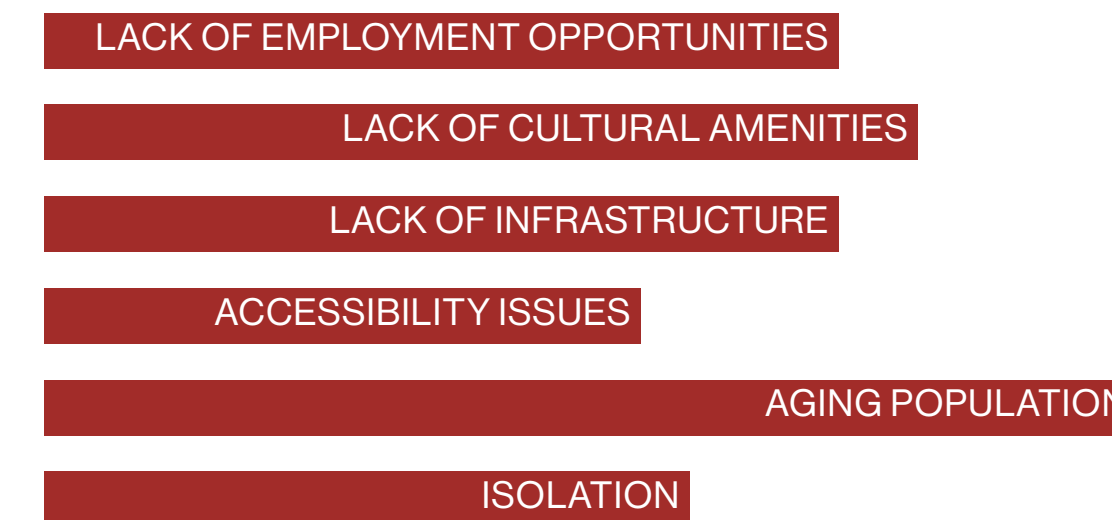 LACK OF EMPLOYMENT OPPORTUNITIES
LACK OF CULTURAL AMENITIES
LACK OF INFRASTRUCTURE
ACCESSIBILITY ISSUES
AGING POPULATION
ISOLATION